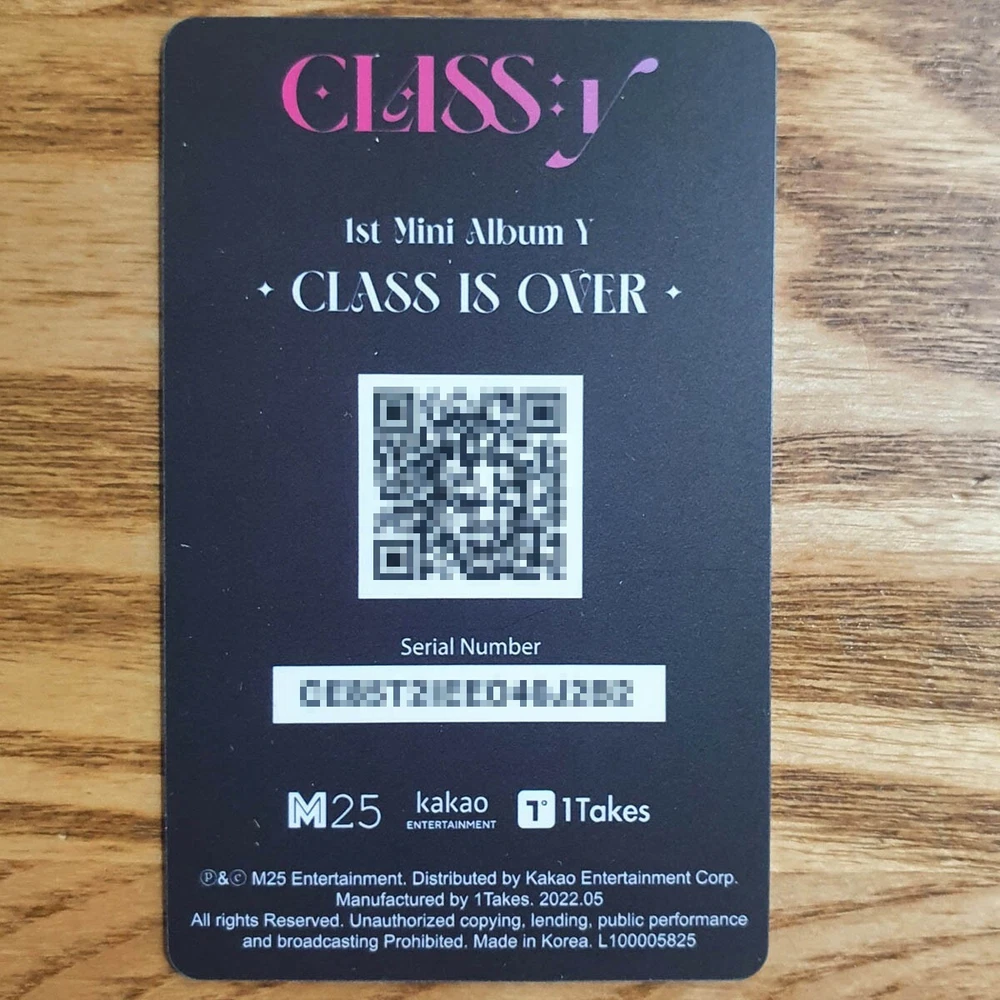 CLASS:y
1st Mini Album Y
CLASS IS OVER
Serial Number
M25 kakao ENTERTAINMENT 1Takes
Ⓟ&ⓒ M25 Entertainment. Distributed by Kakao Entertainment Corp.
Manufactured by 1Takes. 2022.05
All rights Reserved. Unauthorized copying, lending, public performance
and broadcasting Prohibited. Made in Korea. L100005825